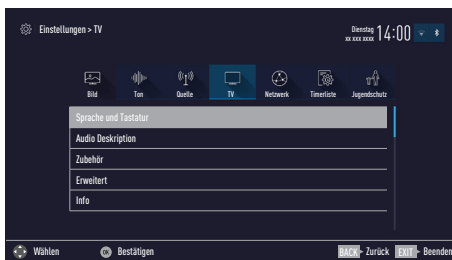 Einstellungen > TV
Dienstag
xx xxx xxxx
14:00
Bild Ton Quelle TV Netzwerk Timerliste Jugendschutz
Sprache und Tastatur
Audio Deskription
Zubehör
Erweitert
Info
Wählen OK Bestätigen BACK Zurück EXIT Beenden